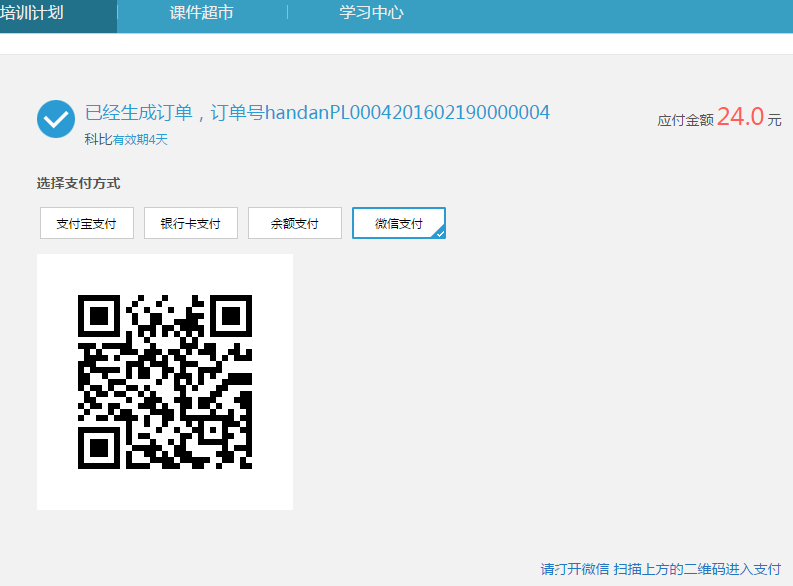 培训计划 课件超市 学习中心
已经生成订单，订单号handanPL0004201602190000004
应付金额 24.0 元
科比有效期4天
选择支付方式
支付宝支付 银行卡支付 余额支付 微信支付
请打开微信 扫描上方的二维码进入支付